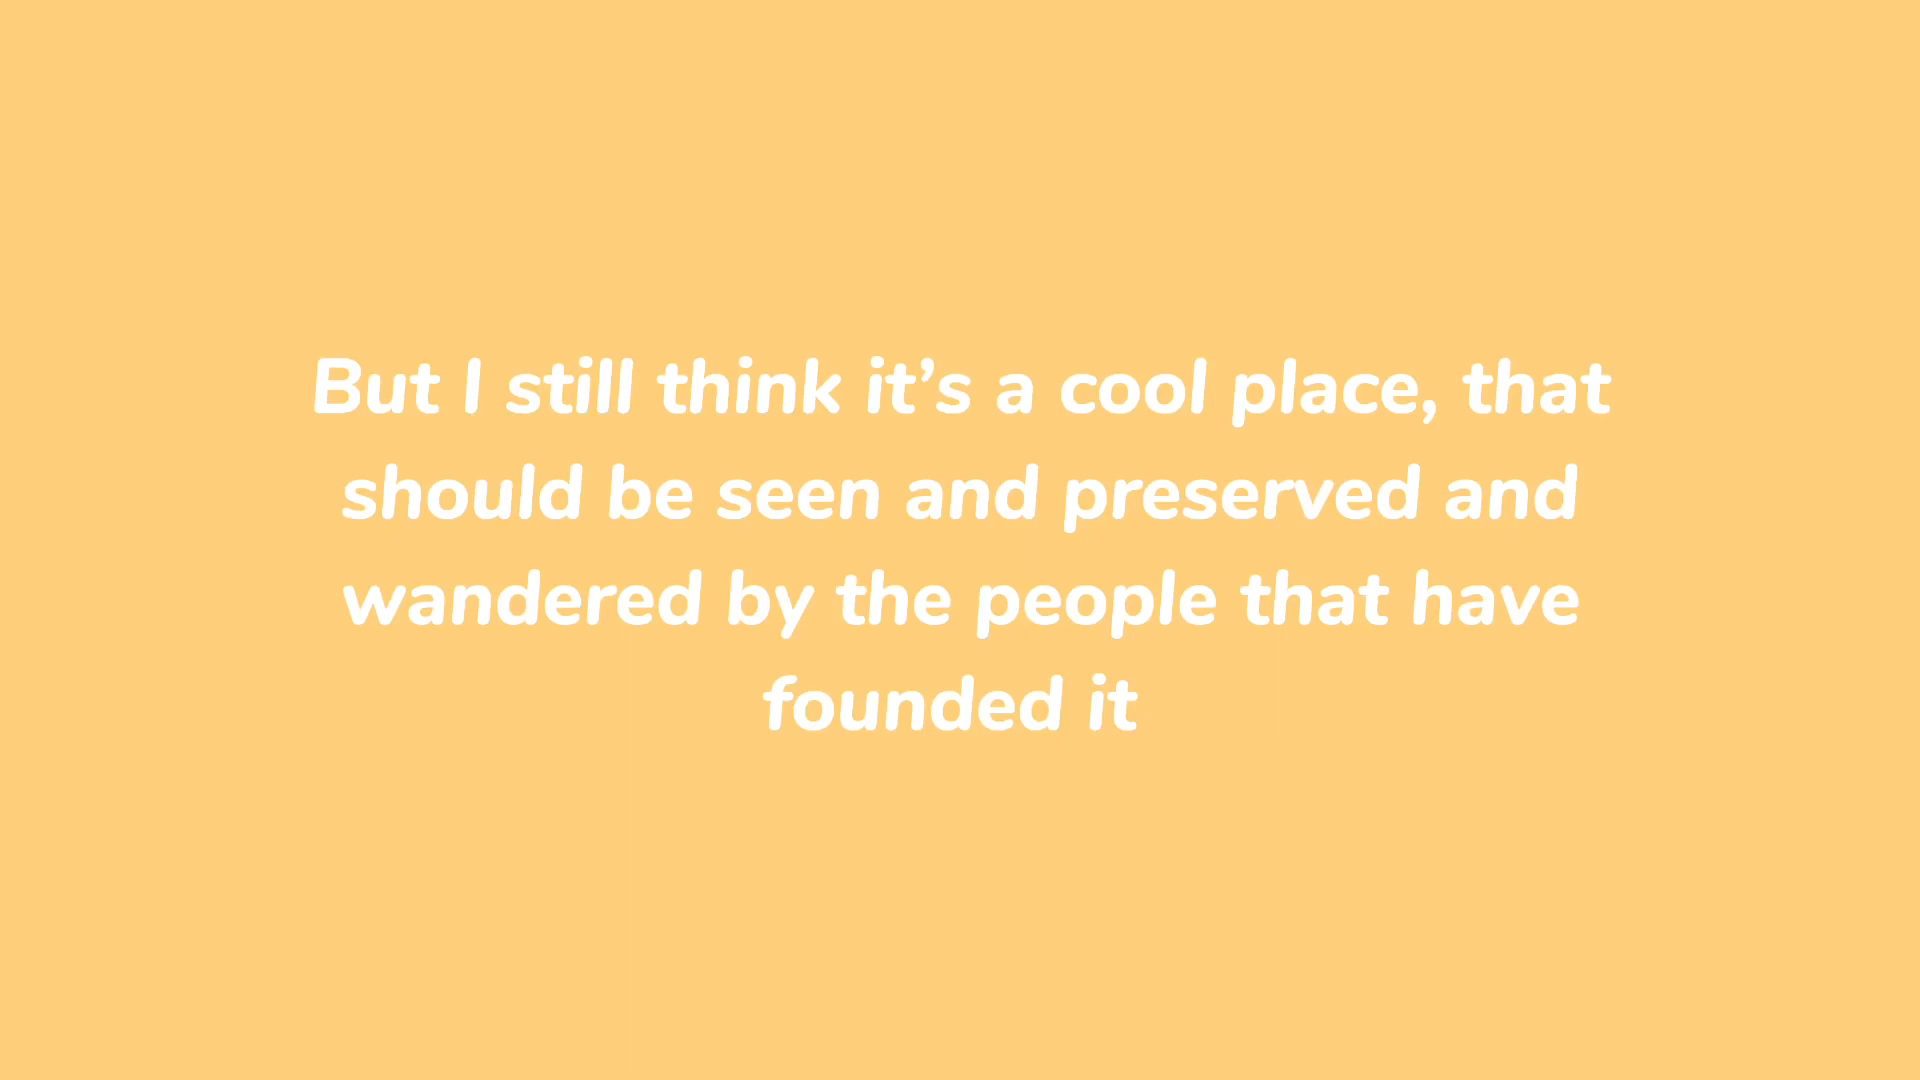 But I still think it’s a cool place, that
should be seen and preserved and
wandered by the people that have
founded it